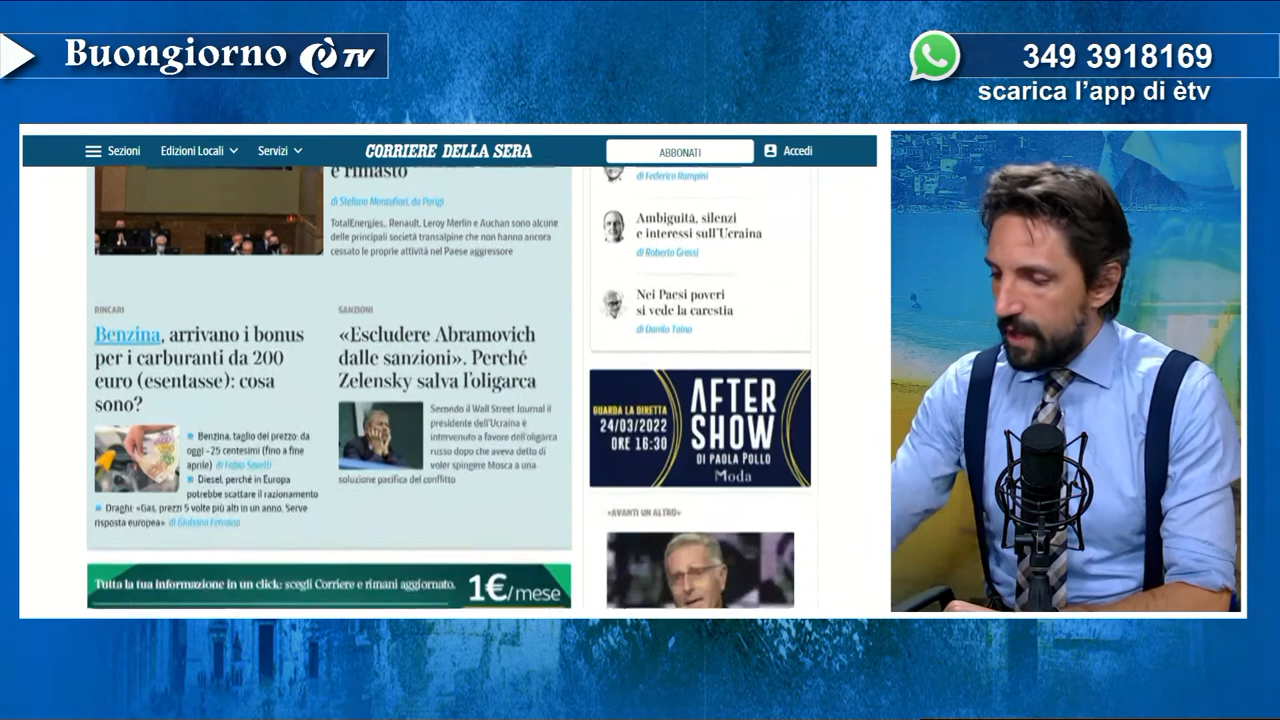 Buongiorno è TV
349 3918169
scarica l'app di ètv
Sezioni
Edizioni Locali
Servizi
CORRIERE DELLA SERA
ABBONATI
Accedi
è rimasto
di Stefano Montefiori, da Parigi
TotalEnergies, Renault, Leroy Merlin e Auchan sono alcune
delle principali società transalpine che non hanno ancora
cessato le proprie attività nel Paese aggressore
RINCARI
Benzina, arrivano i bonus
per i carburanti da 200
euro (esentasse): cosa
sono?
Benzina, taglio del prezzo: da
oggi -25 centesimi (fino a fine
aprile) di Fabio Savelli
Diesel, perché in Europa
potrebbe scattare il razionamento
Draghi: «Gas, prezzi 5 volte più alti in un anno. Serve
risposta europea» di Giuliana Ferraino
SANZIONI
«Escludere Abramovich
dalle sanzioni». Perché
Zelensky salva l'oligarca
Secondo il Wall Street Journal il
presidente dell'Ucraina è
intervenuto a favore dell'oligarca
russo dopo che aveva detto di
voler spingere Mosca a una
soluzione pacifica del conflitto
Tutta la tua informazione in un click: scegli Corriere e rimani aggiornato.
1€/mese
di Federico Rampini
Ambiguità, silenzi
e interessi sull'Ucraina
di Roberto Gressi
Nei Paesi poveri
si vede la carestia
di Danilo Taino
GUARDA LA DIRETTA
24/03/2022
ORE 16:30
AFTER
SHOW
DI PAOLA POLLO
Moda
«AVANTI UN ALTRO»